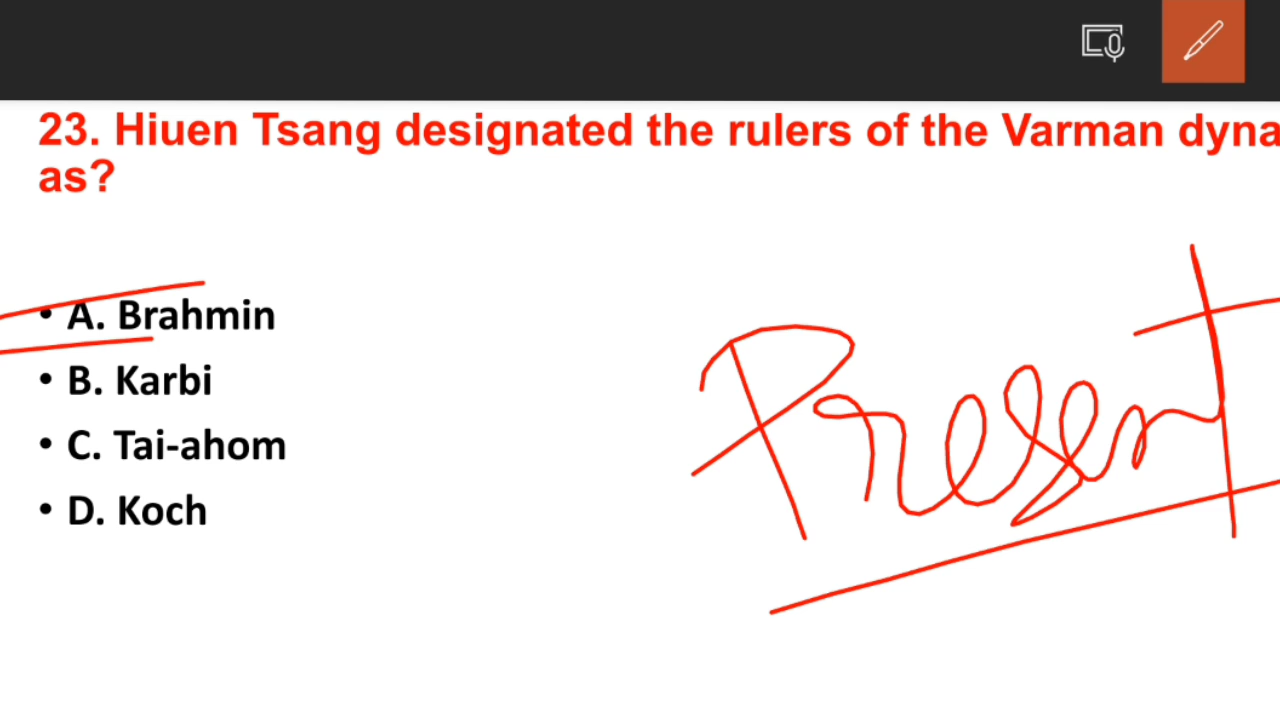 23. Hiuen Tsang designated the rulers of the Varman dyna
as?
• A. Brahmin
• B. Karbi
• C. Tai-ahom
• D. Koch
Present